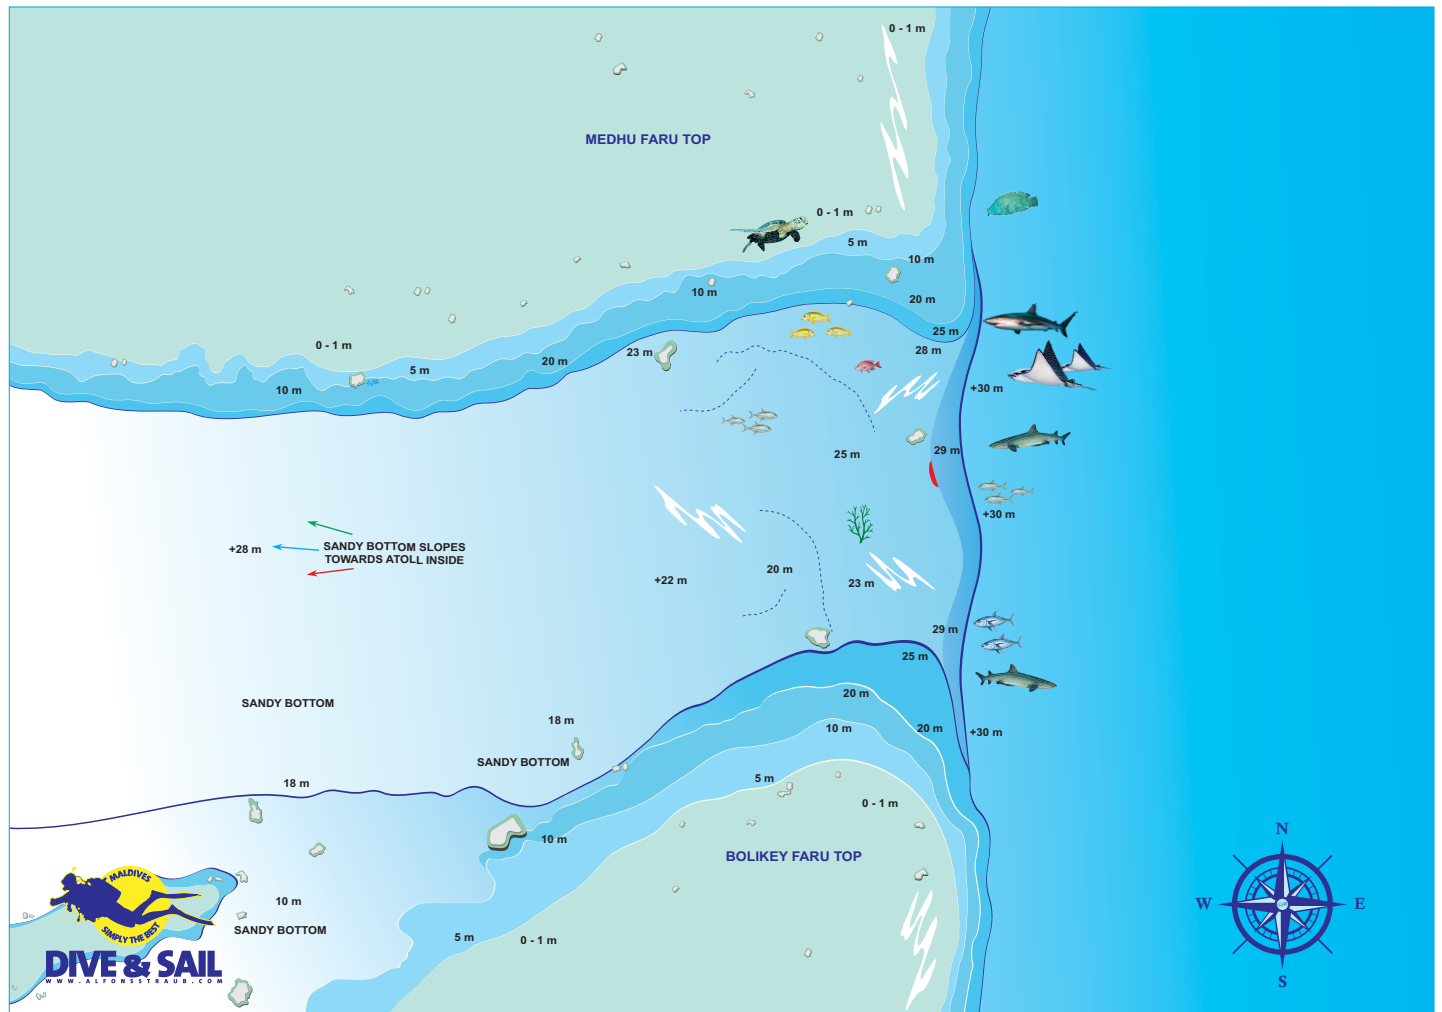 0 - 1 m
MEDHU FARU TOP
0 - 1 m
5 m
10 m
10 m
20 m
25 m
0 - 1 m
23 m
28 m
20 m
5 m
10 m
+30 m
25 m
29 m
+30 m
+28 m
SANDY BOTTOM SLOPES
TOWARDS ATOLL INSIDE
+22 m
20 m
23 m
29 m
25 m
20 m
SANDY BOTTOM
18 m
10 m
20 m
+30 m
SANDY BOTTOM
18 m
5 m
0 - 1 m
10 m
BOLIKEY FARU TOP
10 m
SANDY BOTTOM
5 m
0 - 1 m
N
W
E
S
MALDIVES
SIMPLY THE BEST
DIVE & SAIL
WWW.ALFONSSTRAUB.COM